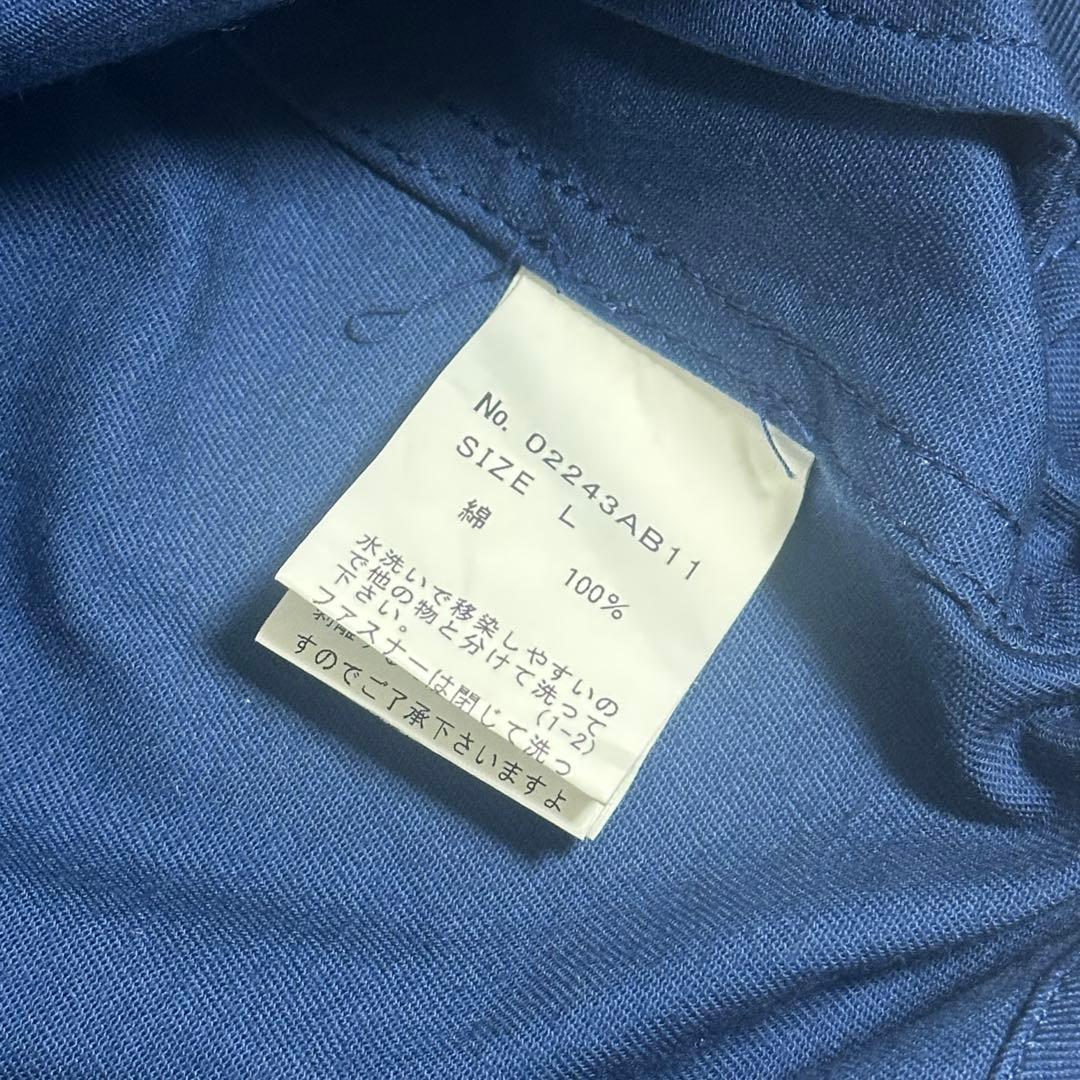 No. 02243AB11
SIZE L
綿 100%
水洗いで移染しやすいの
で他の物と分けて洗って
下さい。 (1-2)
ファスナーは閉じて洗っ
すのでご了承下さいますよ